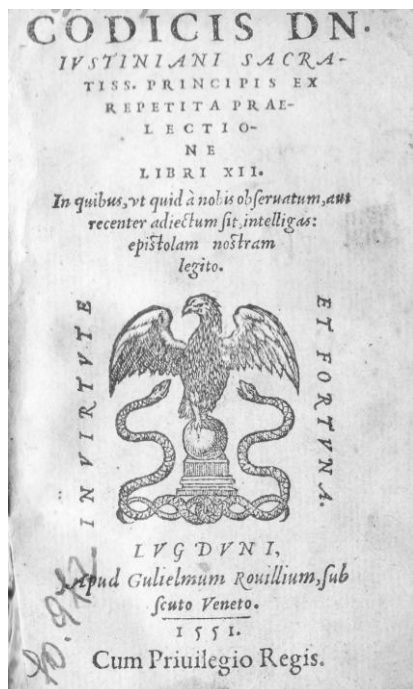 CODICIS DN.
IVSTINIANI SACRA-
TISS. PRINCIPIS EX
REPETITA PRAE-
LECTIO-
NE
LIBRI XII.
In quibus, vt quid à nobis obſeruatum, aut
recenter adiectum ſit, intelligas:
epiſtolam noſtram
legito.
IN VIRTVTE
ET FORTVNA.
LVGDVNI,
Apud Gulielmum Rouillium, ſub
ſcuto Veneto.
1551.
Cum Priuilegio Regis.